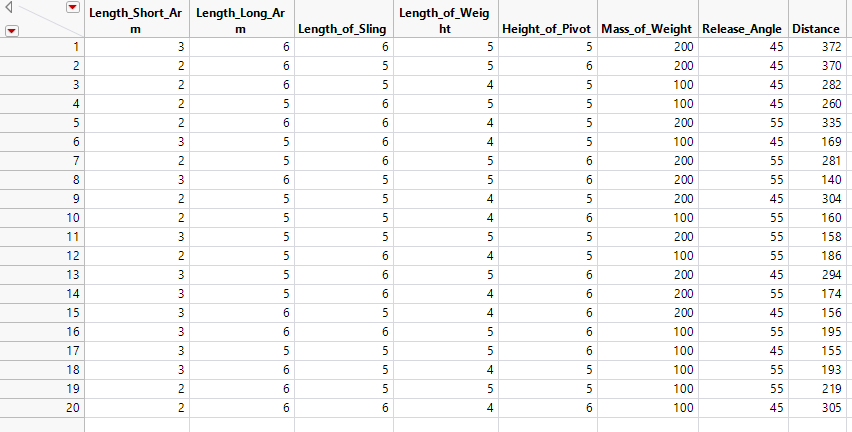 Length_Short_Ar
m
Length_Long_Ar
m
Length_of_Sling
Length_of_Weig
ht
Height_of_Pivot
Mass_of_Weight
Release_Angle
Distance
1 3 6 6 5 5 200 45 372
2 2 6 5 5 6 200 45 370
3 2 6 5 4 5 100 45 282
4 2 5 6 5 5 100 45 260
5 2 6 6 4 5 200 55 335
6 3 5 6 4 5 100 45 169
7 2 5 6 5 6 200 55 281
8 3 6 5 5 6 200 55 140
9 2 5 5 4 5 200 45 304
10 2 5 5 4 6 100 55 160
11 3 5 5 5 5 200 55 158
12 2 5 6 4 5 100 55 186
13 3 5 6 5 6 200 45 294
14 3 5 6 4 6 200 55 174
15 3 6 5 4 6 200 45 156
16 3 6 6 5 6 100 55 195
17 3 5 5 5 6 100 45 155
18 3 6 5 4 5 100 55 193
19 2 6 5 5 5 100 55 219
20 2 6 6 4 6 100 45 305